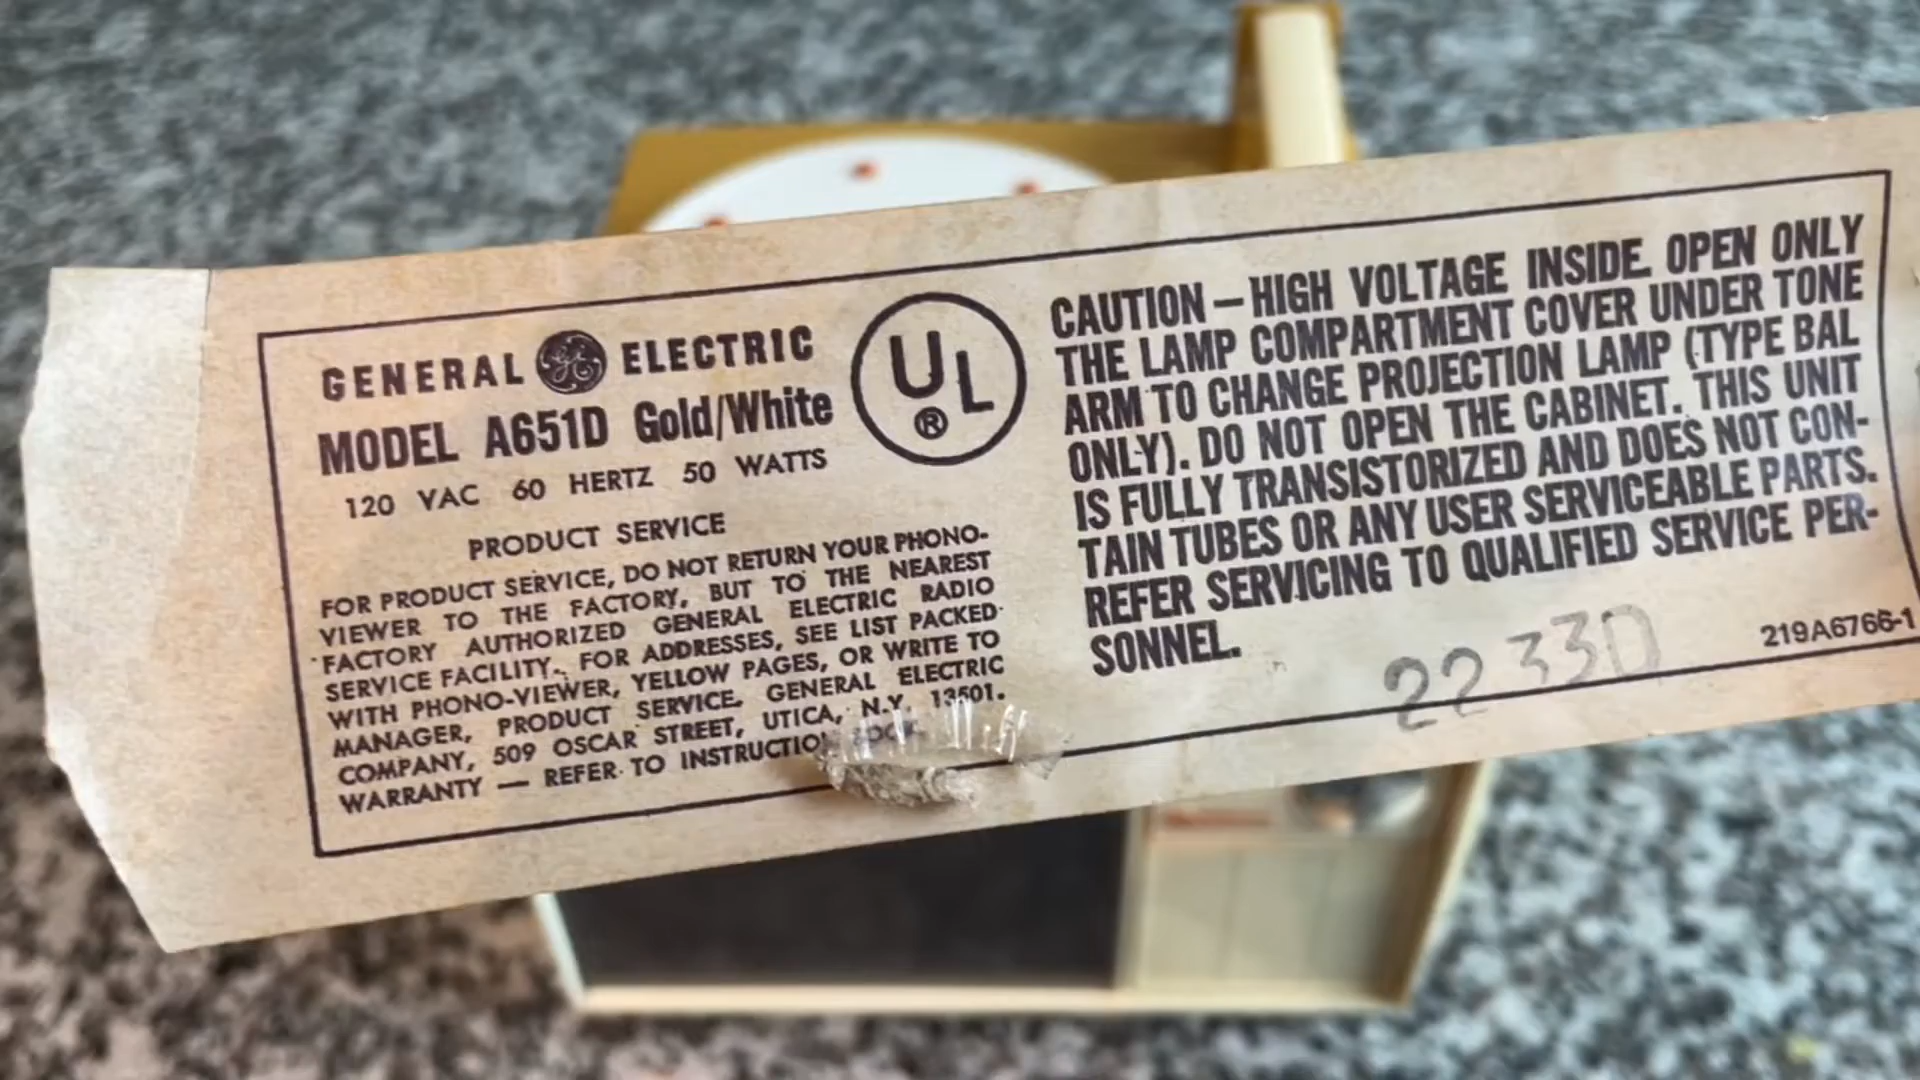 GENERAL GE ELECTRIC
MODEL A651D Gold/White
120 VAC 60 HERTZ 50 WATTS
UL
®
PRODUCT SERVICE
FOR PRODUCT SERVICE, DO NOT RETURN YOUR PHONO-
VIEWER TO THE FACTORY, BUT TO THE NEAREST
FACTORY AUTHORIZED GENERAL ELECTRIC RADIO
SERVICE FACILITY. FOR ADDRESSES, SEE LIST PACKED
WITH PHONO-VIEWER, YELLOW PAGES, OR WRITE TO
MANAGER, PRODUCT SERVICE, GENERAL ELECTRIC
COMPANY, 509 OSCAR STREET, UTICA, N.Y. 13501.
WARRANTY — REFER TO INSTRUCTION
CAUTION — HIGH VOLTAGE INSIDE. OPEN ONLY
THE LAMP COMPARTMENT COVER UNDER TONE
ARM TO CHANGE PROJECTION LAMP (TYPE BAL
ONLY). DO NOT OPEN THE CABINET. THIS UNIT
IS FULLY TRANSISTORIZED AND DOES NOT CON-
TAIN TUBES OR ANY USER SERVICEABLE PARTS.
REFER SERVICING TO QUALIFIED SERVICE PER-
SONNEL.
22 330
219A6766-1